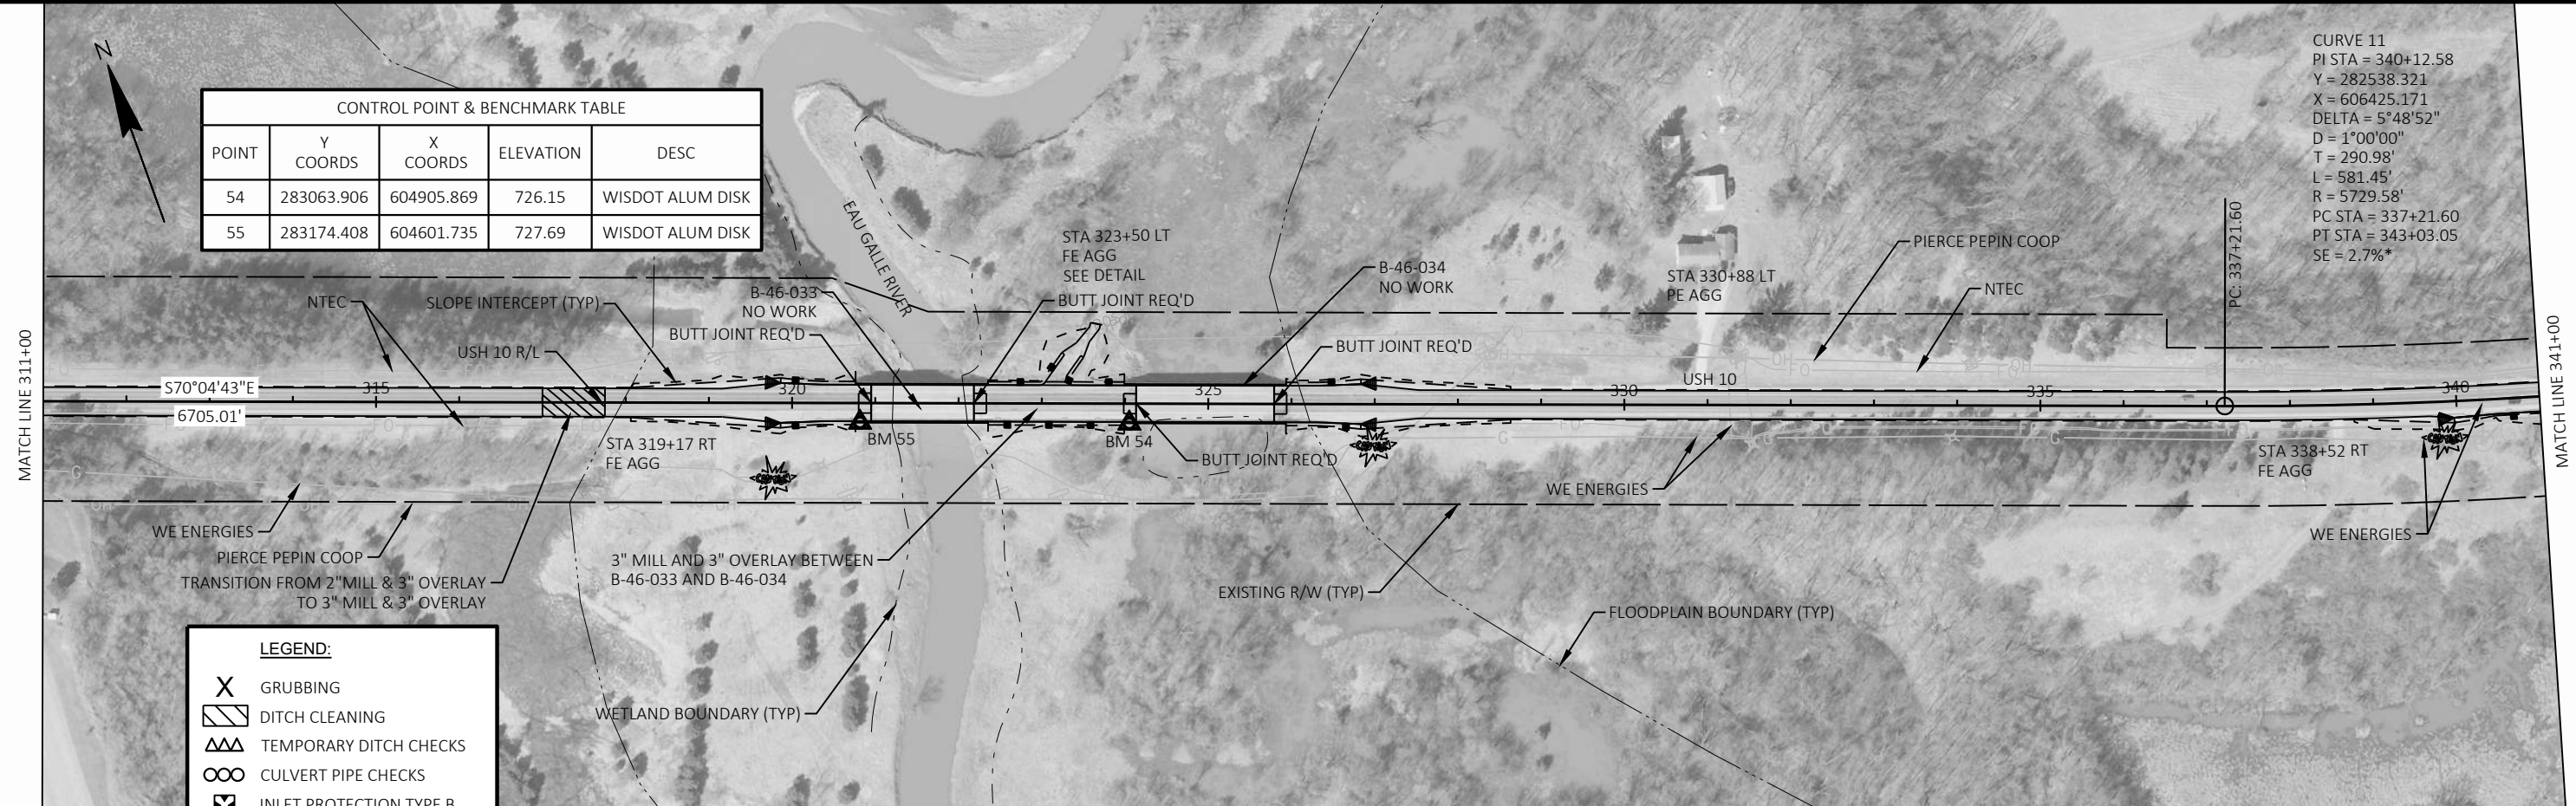 N
CONTROL POINT & BENCHMARK TABLE
POINT Y COORDS X COORDS ELEVATION DESC
54 283063.906 604905.869 726.15 WISDOT ALUM DISK
55 283174.408 604601.735 727.69 WISDOT ALUM DISK
CURVE 11
PI STA = 340+12.58
Y = 282538.321
X = 606425.171
DELTA = 5°48'52"
D = 1°00'00"
T = 290.98'
L = 581.45'
R = 5729.58'
PC STA = 337+21.60
PT STA = 343+03.05
SE = 2.7%*
PC: 337+21.60
EAU GALLE RIVER
STA 323+50 LT
FE AGG
SEE DETAIL
B-46-034
NO WORK
PIERCE PEPIN COOP
STA 330+88 LT
PE AGG
NTEC
NTEC
SLOPE INTERCEPT (TYP)
B-46-033
NO WORK
BUTT JOINT REQ'D
BUTT JOINT REQ'D
BUTT JOINT REQ'D
USH 10 R/L
MATCH LINE 311+00
MATCH LINE 341+00
S70°04'43"E
6705.01'
315
320
325
330
USH 10
335
340
STA 319+17 RT
FE AGG
BM 55
BM 54
BUTT JOINT REQ'D
STA 338+52 RT
FE AGG
WE ENERGIES
WE ENERGIES
WE ENERGIES
PIERCE PEPIN COOP
TRANSITION FROM 2"MILL & 3" OVERLAY
TO 3" MILL & 3" OVERLAY
3" MILL AND 3" OVERLAY BETWEEN
B-46-033 AND B-46-034
EXISTING R/W (TYP)
FLOODPLAIN BOUNDARY (TYP)
WETLAND BOUNDARY (TYP)
LEGEND:
X GRUBBING
DITCH CLEANING
TEMPORARY DITCH CHECKS
CULVERT PIPE CHECKS
INLET PROTECTION TYPE B